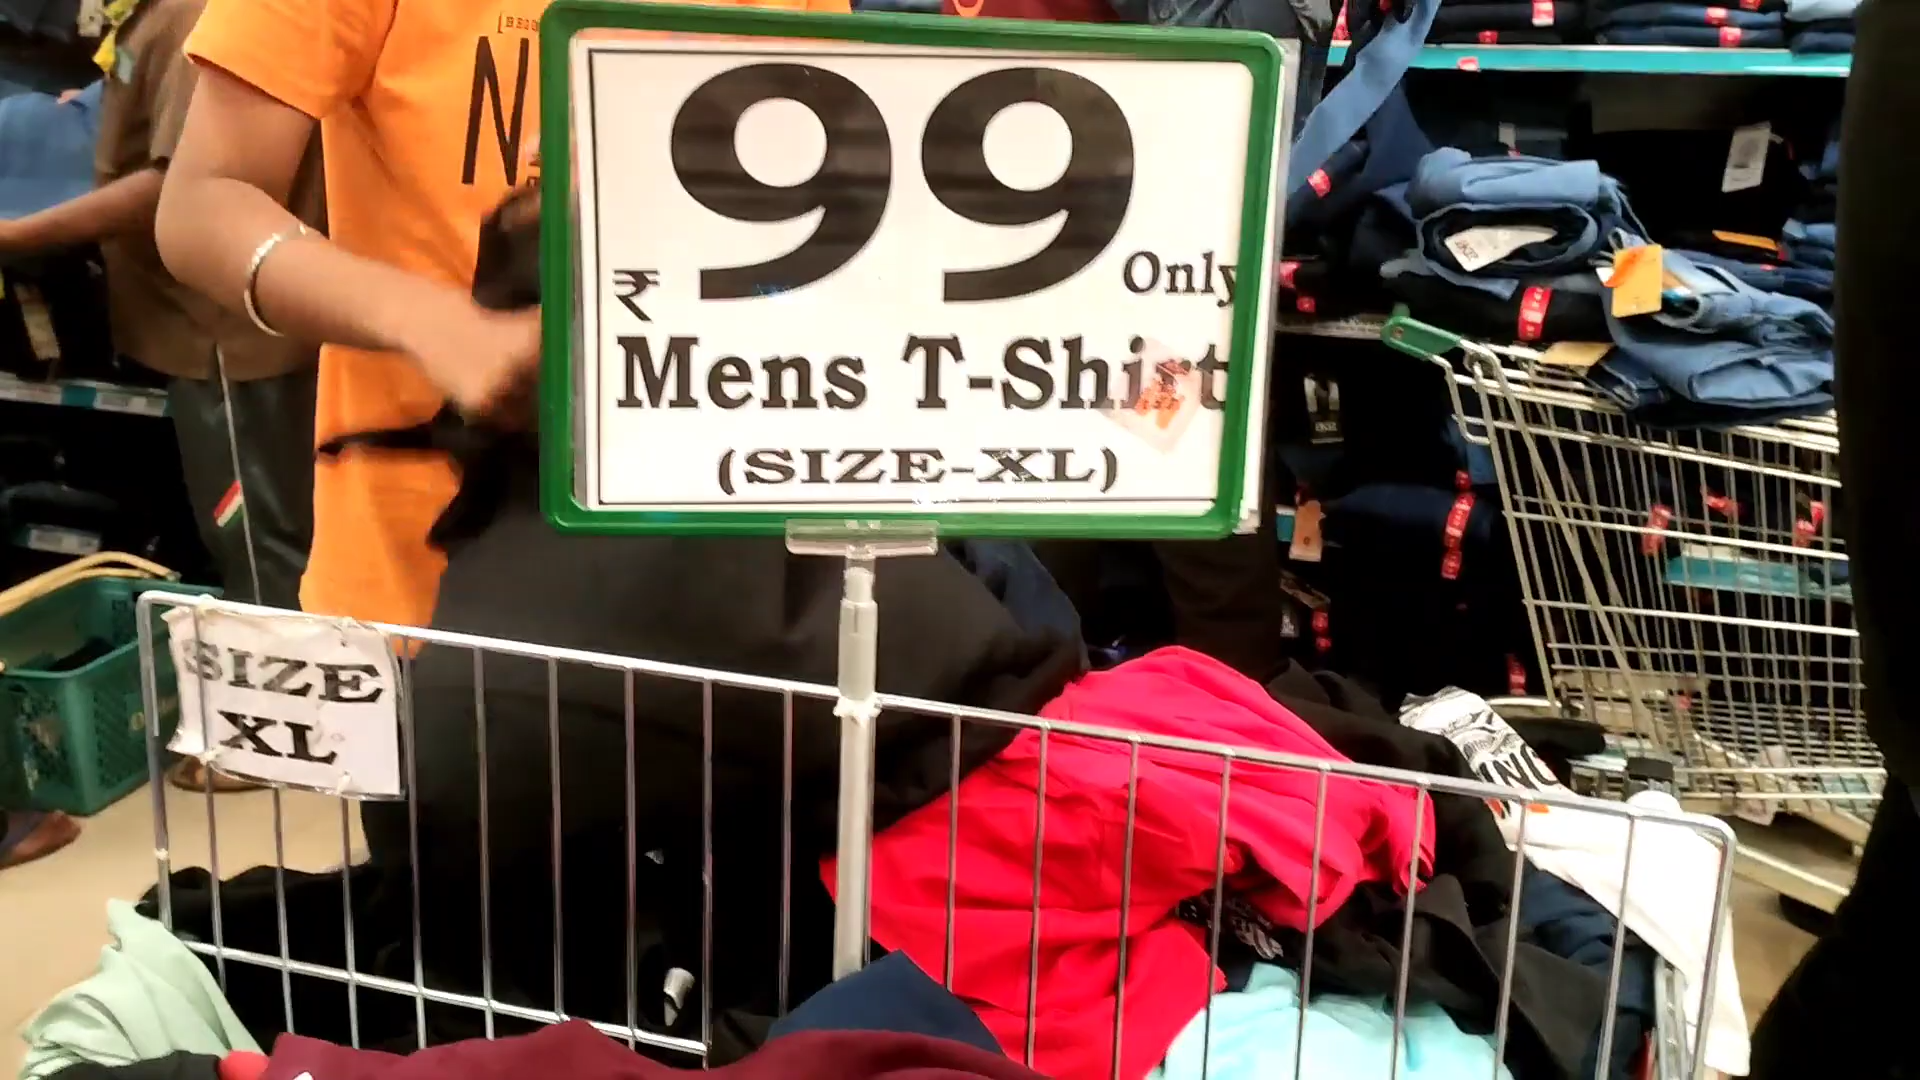 99
₹ Only
Mens T-Shirt
(SIZE-XL)
SIZE
XL